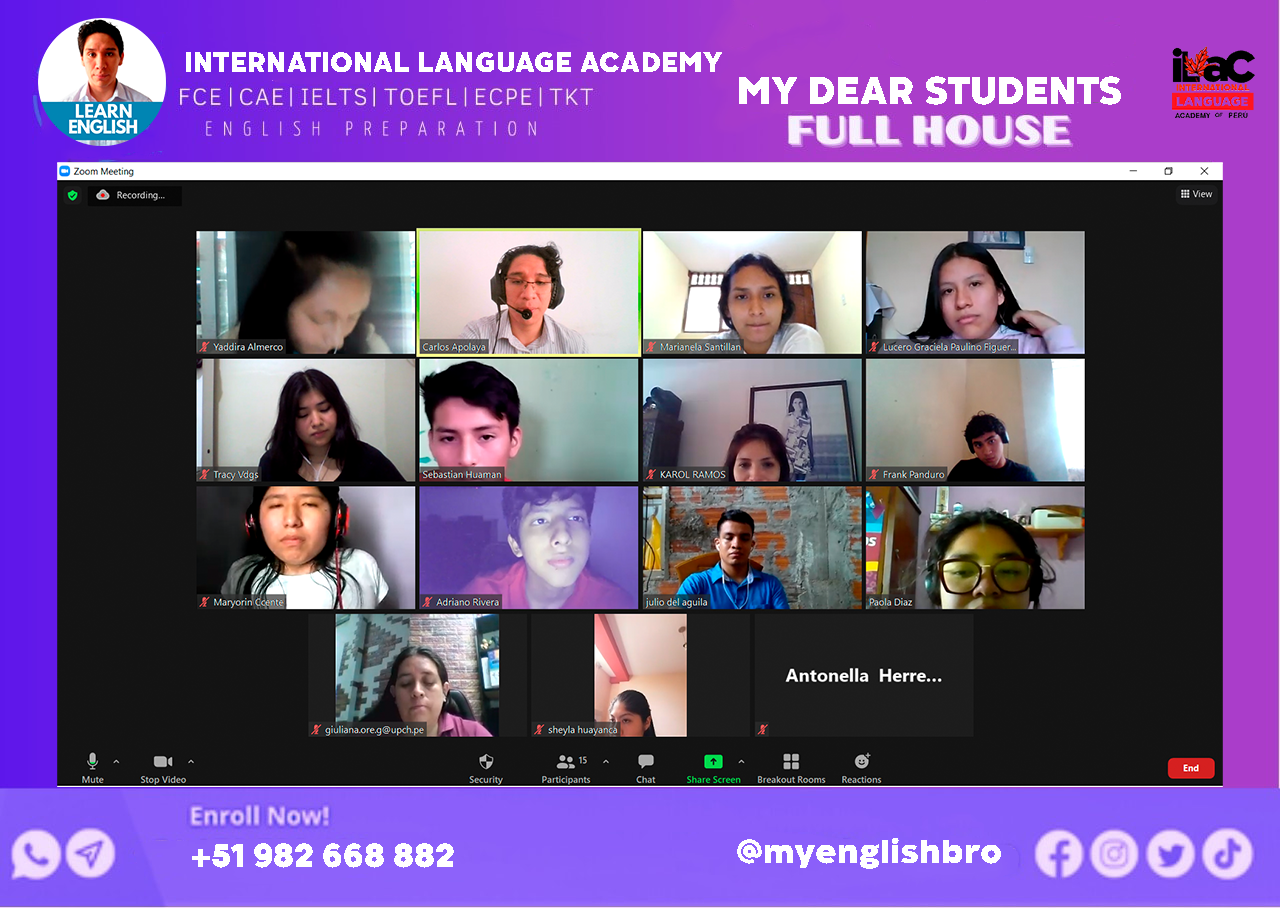 INTERNATIONAL LANGUAGE ACADEMY
FCE|CAE|IELTS|TOEFL|ECPE|TKT
ENGLISH PREPARATION
LEARN
ENGLISH
MY DEAR STUDENTS
FULL HOUSE
iLaC
INTERNATIONAL
LANGUAGE
ACADEMY OF PERU
Zoom Meeting
Recording...
View
Yaddira Almerco
Carlos Apolaya
Marianela Santillan
Lucero Graciela Paulino Figuer...
Tracy Vdgs
Sebastian Huaman
KAROL RAMOS
Frank Panduro
Maryorin Ccente
Adriano Rivera
julio del aguila
Paola Diaz
giuliana.ore.g@upch.pe
sheyla huayanca
Antonella Herre...
Mute
Stop Video
Security
15
Participants
Chat
Share Screen
Breakout Rooms
Reactions
End
Enroll Now!
+51 982 668 882
@myenglishbro